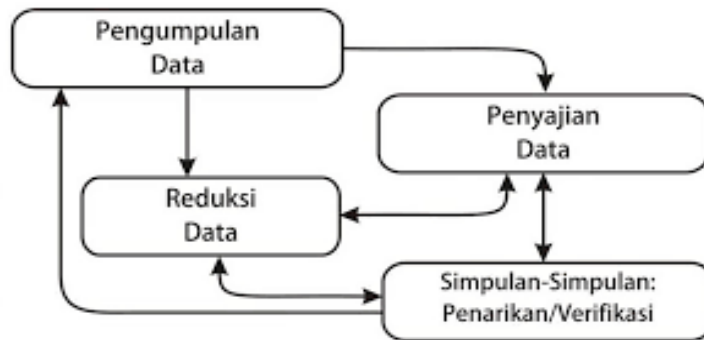 Pengumpulan
Data
Penyajian
Data
Reduksi
Data
Simpulan-Simpulan:
Penarikan/Verifikasi